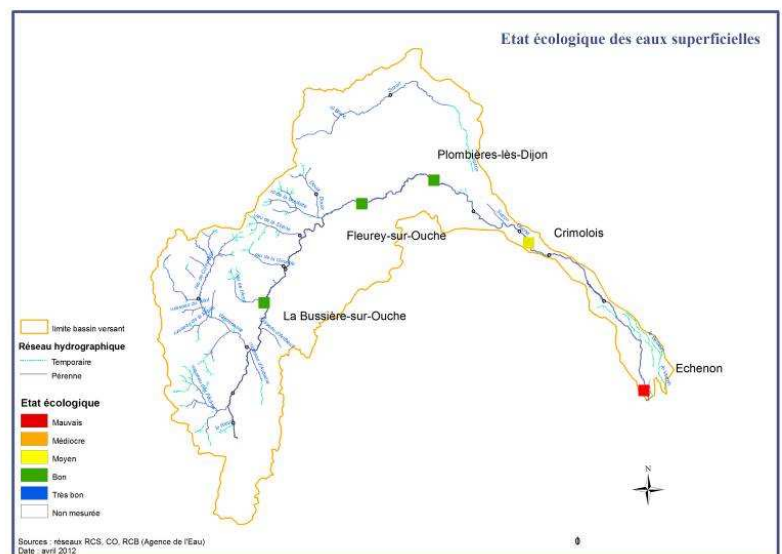 Etat écologique des eaux superficielles
Plombières-lès-Dijon
Fleurey-sur-Ouche
Crimolois
La Bussière-sur-Ouche
Echenon
limite bassin versant
Réseau hydrographique
Temporaire
Pérenne
Etat écologique
Mauvais
Médiocre
Moyen
Bon
Très bon
Non mesurée
N
Sources : réseaux RCS, CO, RCB (Agence de l'Eau)
Date : avril 2012